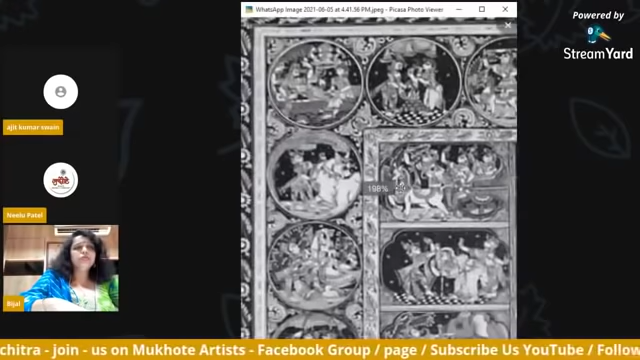 WhatsApp Image 2021-06-05 at 4.41.56 PM.jpeg - Picasa Photo Viewer
Powered by
StreamYard
ajit kumar swain
198%
Neelu Patel
Bijal
chitra - join - us on Mukhote Artists - Facebook Group / page / Subscribe Us YouTube / Follow